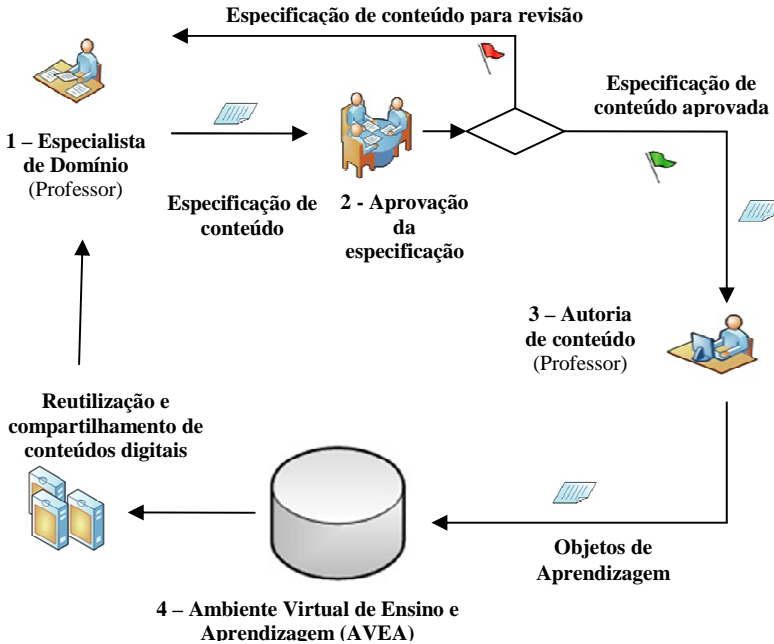 Especificação de conteúdo para revisão
Especificação de
conteúdo aprovada
1 – Especialista
de Domínio
(Professor)
Especificação de
conteúdo
2 - Aprovação
da
especificação
3 – Autoria
de conteúdo
(Professor)
Reutilização e
compartilhamento de
conteúdos digitais
Objetos de
Aprendizagem
4 – Ambiente Virtual de Ensino e
Aprendizagem (AVEA)